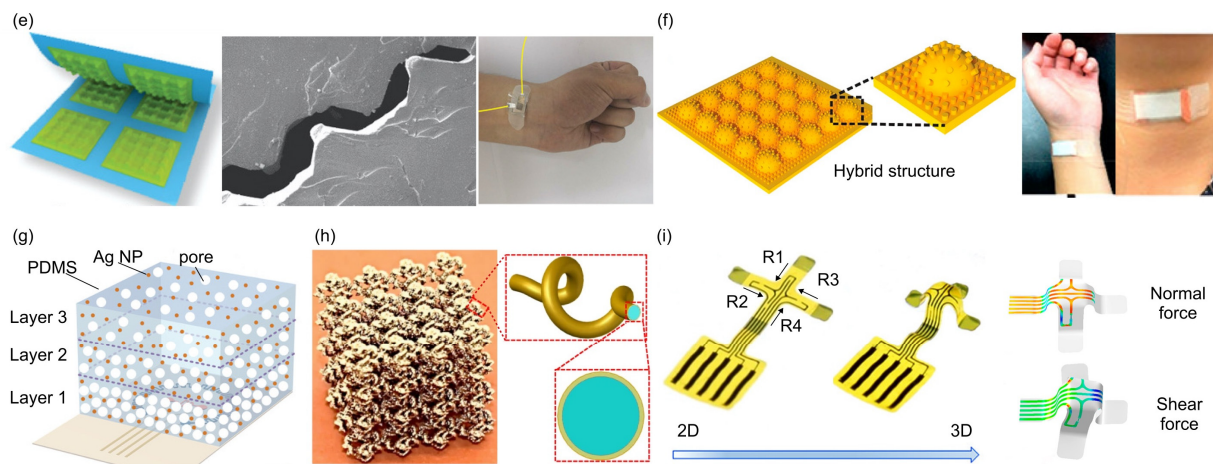 (e)
(f)
Hybrid structure
(g)
Ag NP
pore
PDMS
Layer 3
Layer 2
Layer 1
(h)
(i)
R1
R3
R2
R4
2D
3D
Normal
force
Shear
force